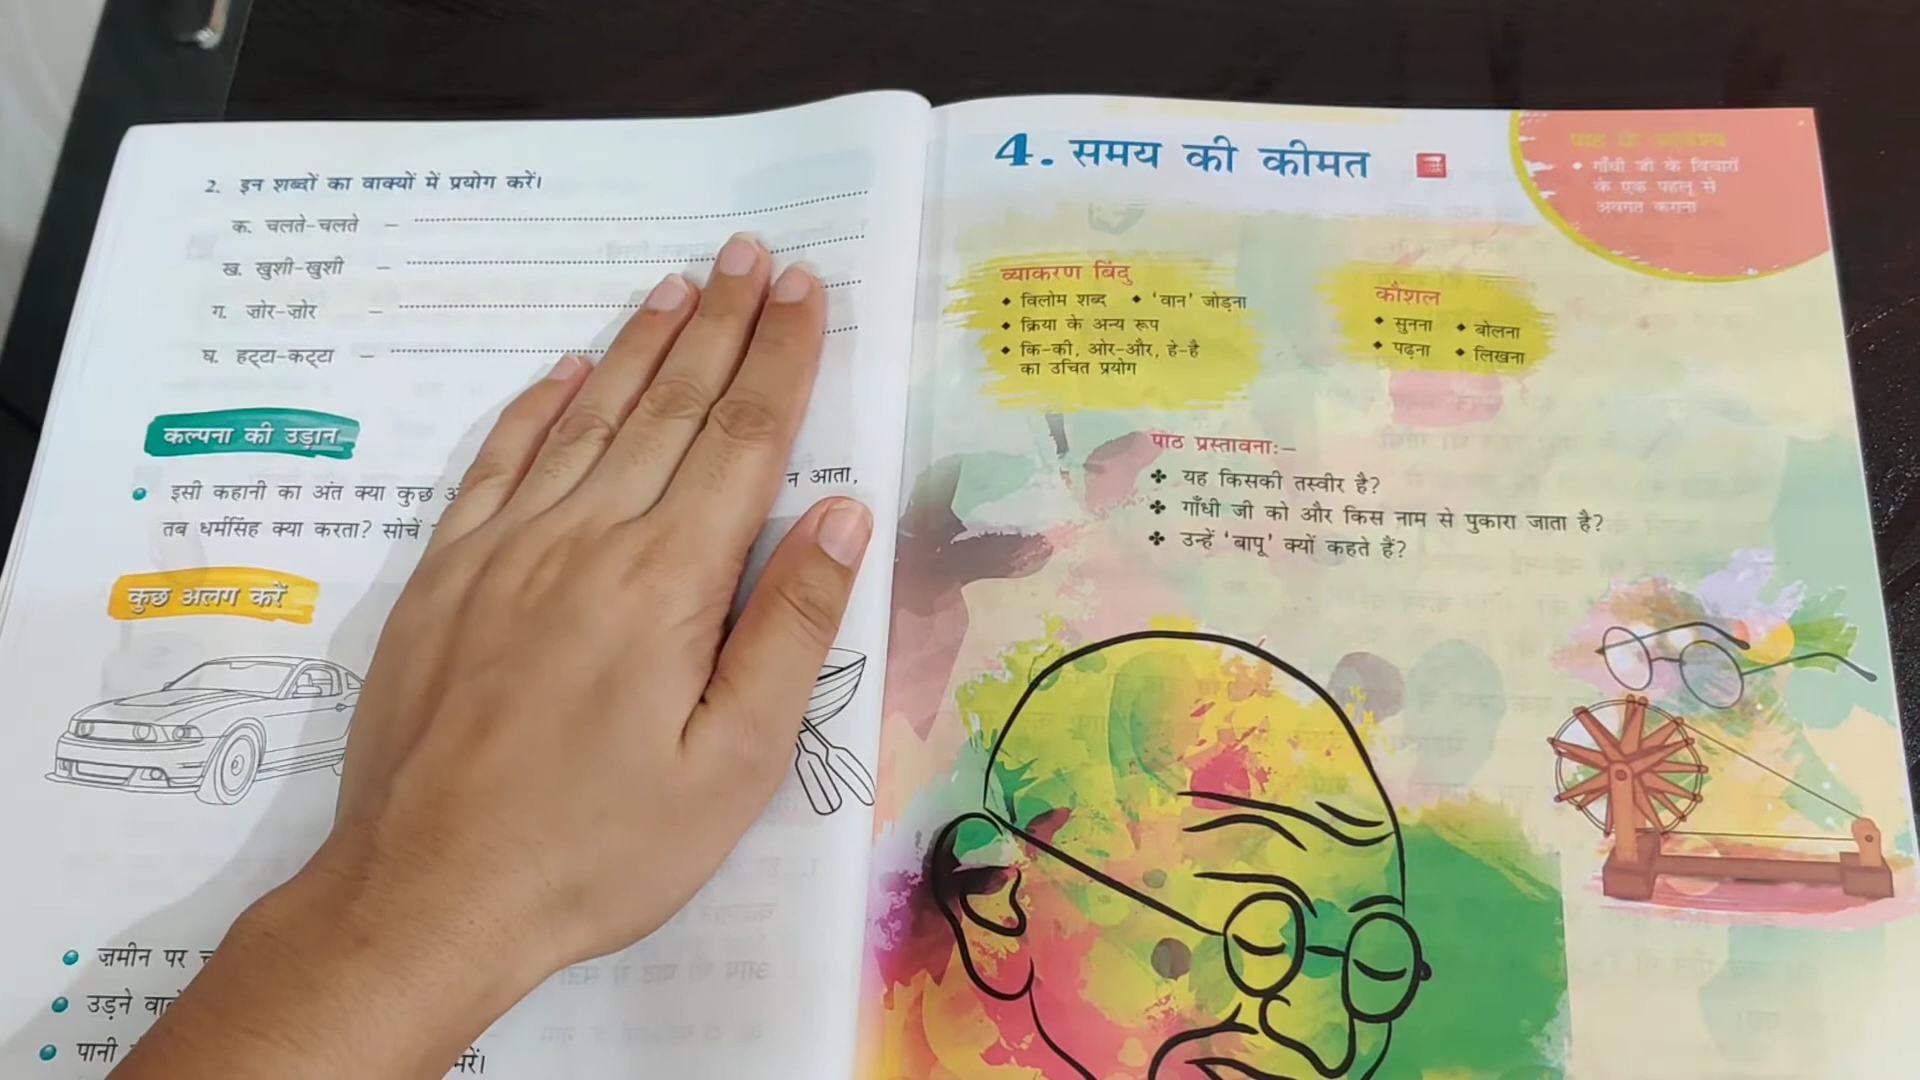 2. इन शब्दों का वाक्यों में प्रयोग करें।
क. चलते-चलते –
ख. खुशी-खुशी –
ग. ज़ोर-ज़ोर –
घ. हट्टा-कट्टा –
कल्पना की उड़ान
इसी कहानी का अंत क्या कुछ न आता,
तब धर्मसिंह क्या करता? सोचें
कुछ अलग करें
ज़मीन पर
उड़ने
पानी
4. समय की कीमत
पाठ के उद्देश्य
• गाँधी जी के विचारों
के एक पहलू से
अवगत कराना
व्याकरण बिंदु
◆ विलोम शब्द ◆ 'वान' जोड़ना
◆ क्रिया के अन्य रूप
◆ कि-की, ओर-और, हे-है
का उचित प्रयोग
कौशल
◆ सुनना ◆ बोलना
◆ पढ़ना ◆ लिखना
पाठ प्रस्तावना:–
❖ यह किसकी तस्वीर है?
❖ गाँधी जी को और किस नाम से पुकारा जाता है?
❖ उन्हें 'बापू' क्यों कहते हैं?